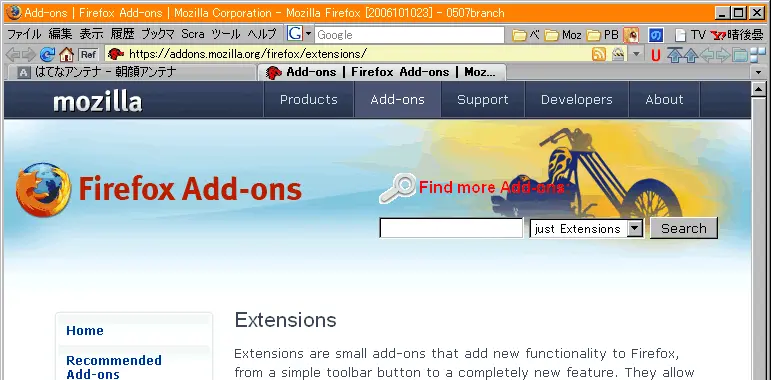 Add-ons | Firefox Add-ons | Mozilla Corporation - Mozilla Firefox [2006101023] - 0507branch
ファイル 編集 表示 履歴 ブックマ Scra ツール ヘルプ G Google べ Moz PB の TV Y! 晴後曇
Ref https://addons.mozilla.org/firefox/extensions/ U
A はてなアンテナ - 朝顔アンテナ Add-ons | Firefox Add-ons | Moz...
mozilla Products Add-ons Support Developers About
Firefox Add-ons
Find more Add-ons
just Extensions Search
Extensions
Home
Extensions are small add-ons that add new functionality to Firefox,
Recommended
Add-ons
from a simple toolbar button to a completely new feature. They allow